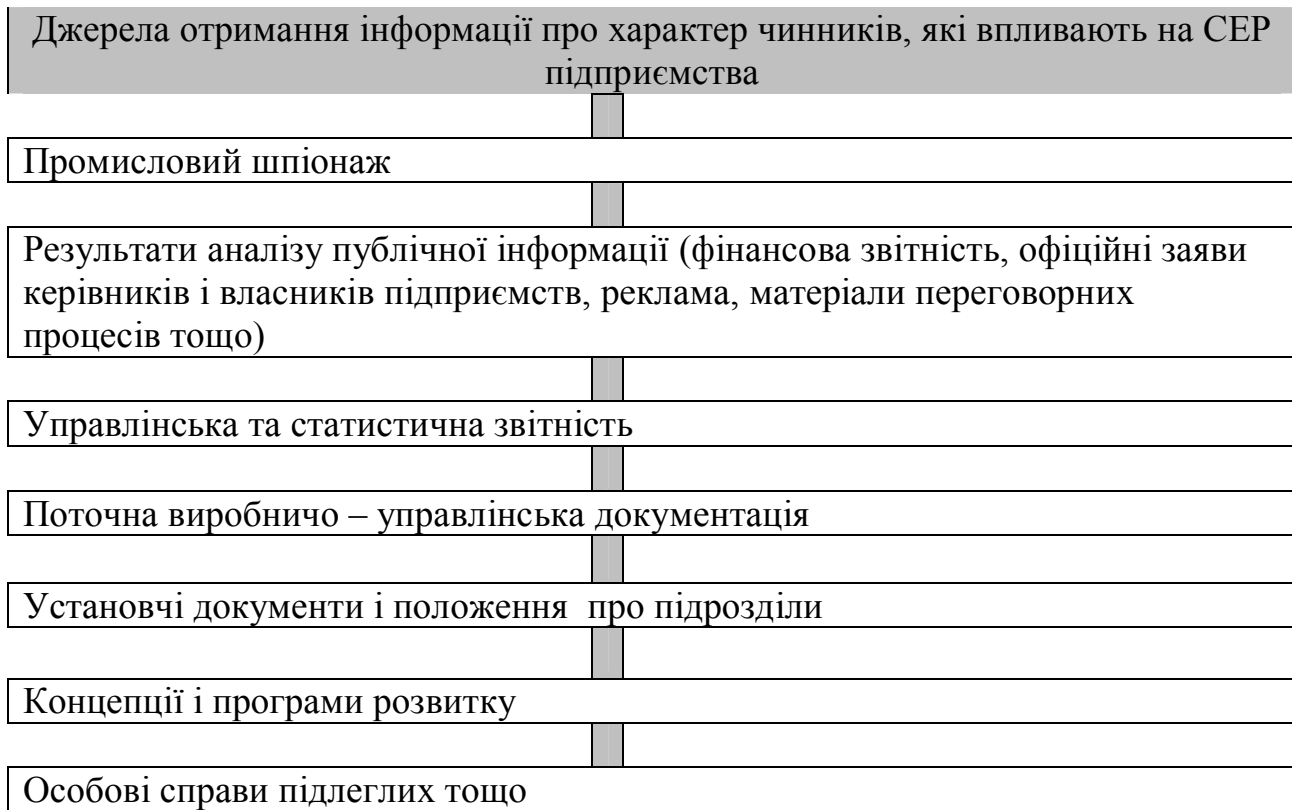 Джерела отримання інформації про характер чинників, які впливають на СЕР
підприємства
Промисловий шпіонаж
Результати аналізу публічної інформації (фінансова звітність, офіційні заяви
керівників і власників підприємств, реклама, матеріали переговорних
процесів тощо)
Управлінська та статистична звітність
Поточна виробничо – управлінська документація
Установчі документи і положення про підрозділи
Концепції і програми розвитку
Особові справи підлеглих тощо